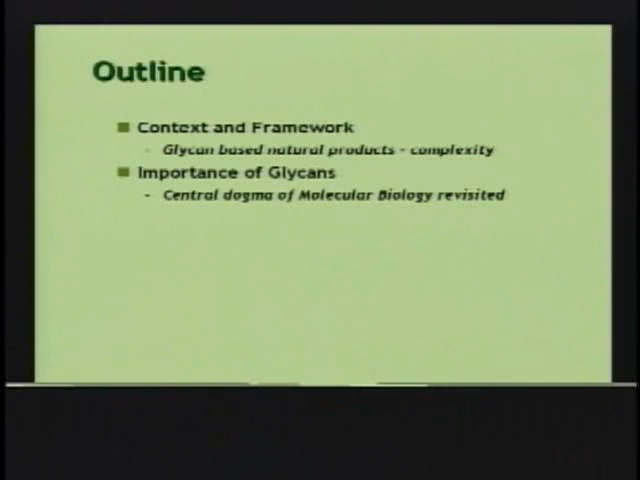 Outline
Context and Framework
- Glycan based natural products - complexity
Importance of Glycans
- Central dogma of Molecular Biology revisited